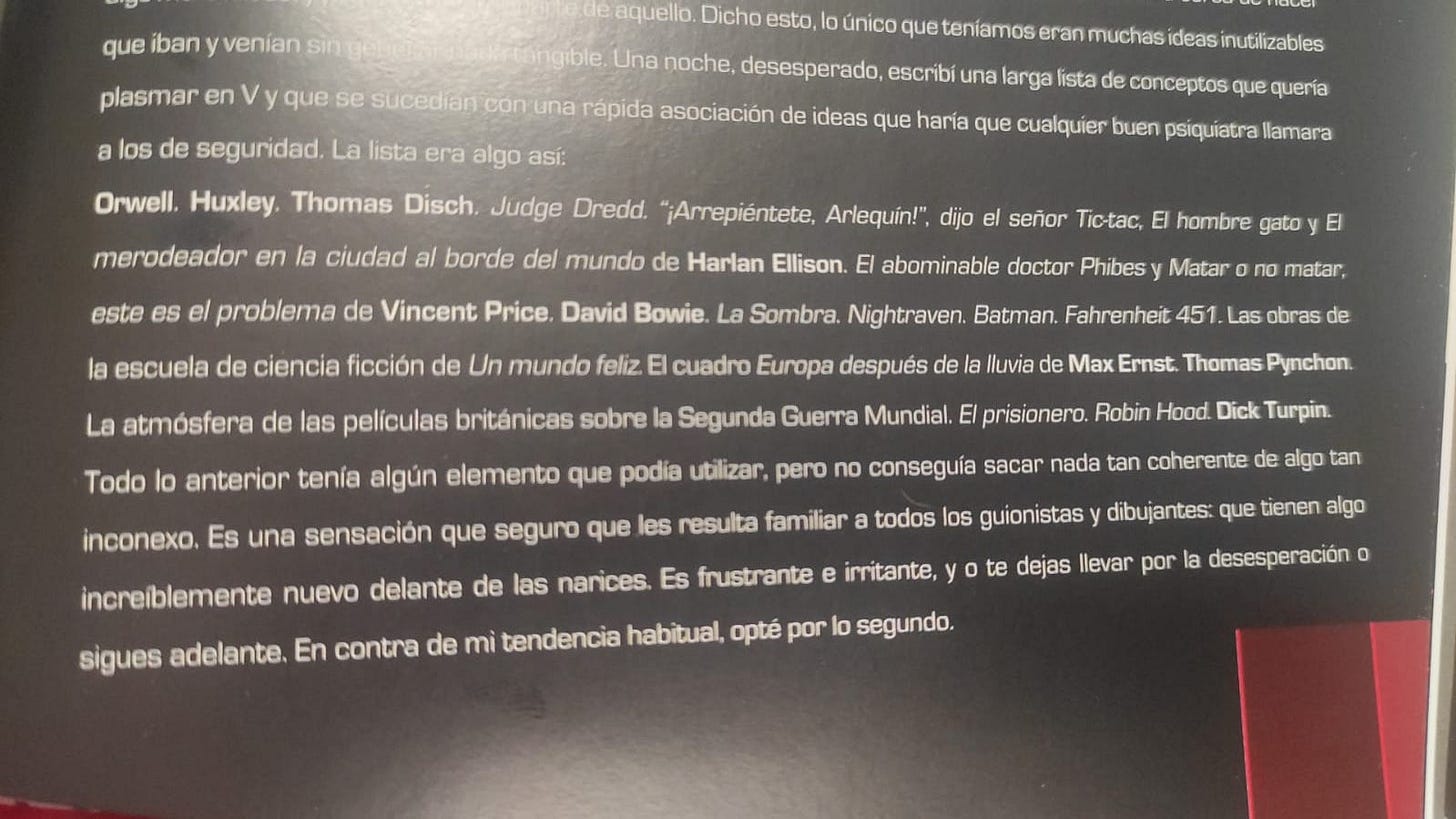 de aquello. Dicho esto, lo único que teníamos eran muchas ideas inutilizables
que iban y venían sin tangible. Una noche, desesperado, escribí una larga lista de conceptos que quería
plasmar en V y que se sucedían con una rápida asociación de ideas que haría que cualquier buen psiquiatra llamara
a los de seguridad. La lista era algo así:
Orwell. Huxley. Thomas Disch. Judge Dredd. “¡Arrepiéntete, Arlequín!”, dijo el señor Tic-tac, El hombre gato y El
merodeador en la ciudad al borde del mundo de Harlan Ellison. El abominable doctor Phibes y Matar o no matar,
este es el problema de Vincent Price. David Bowie. La Sombra. Nightraven. Batman. Fahrenheit 451. Las obras de
la escuela de ciencia ficción de Un mundo feliz. El cuadro Europa después de la lluvia de Max Ernst. Thomas Pynchon.
La atmósfera de las películas británicas sobre la Segunda Guerra Mundial. El prisionero. Robin Hood. Dick Turpin.
Todo lo anterior tenía algún elemento que podía utilizar, pero no conseguía sacar nada tan coherente de algo tan
inconexo. Es una sensación que seguro que les resulta familiar a todos los guionistas y dibujantes: que tienen algo
increíblemente nuevo delante de las narices. Es frustrante e irritante, y o te dejas llevar por la desesperación o
sigues adelante. En contra de mi tendencia habitual, opté por lo segundo.